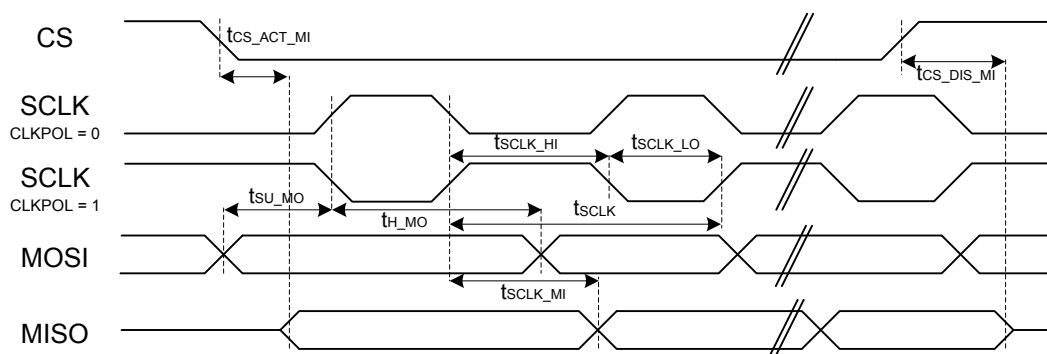 CS
tCS_ACT_MI
tCS_DIS_MI
SCLK
CLKPOL = 0
tSCLK_HI
tSCLK_LO
SCLK
CLKPOL = 1
tSU_MO
tH_MO
tSCLK
MOSI
tSCLK_MI
MISO